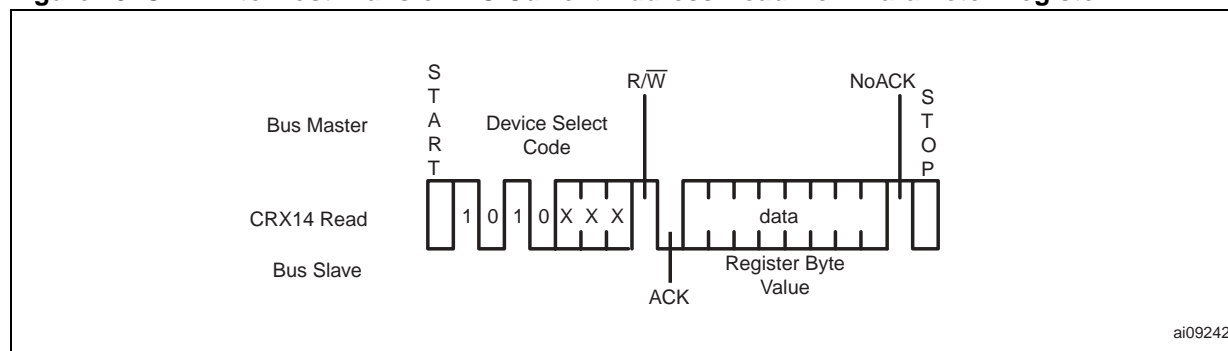 S
T
A
R
T
R/W̅
NoACK
S
T
O
P
Bus Master
Device Select
Code
CRX14 Read
1 0 1 0 X X X
data
Bus Slave
Register Byte
Value
ACK
ai09242